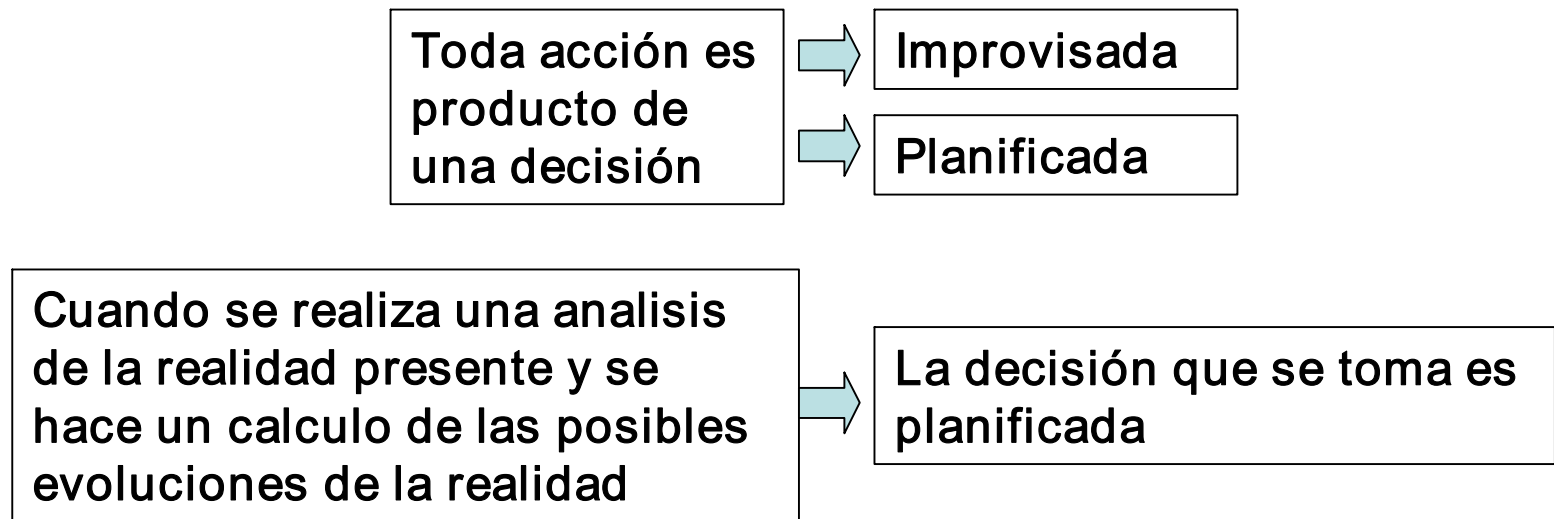 Toda acción es
producto de
una decisión
Improvisada
Planificada
Cuando se realiza una analisis
de la realidad presente y se
hace un calculo de las posibles
evoluciones de la realidad
La decisión que se toma es
planificada